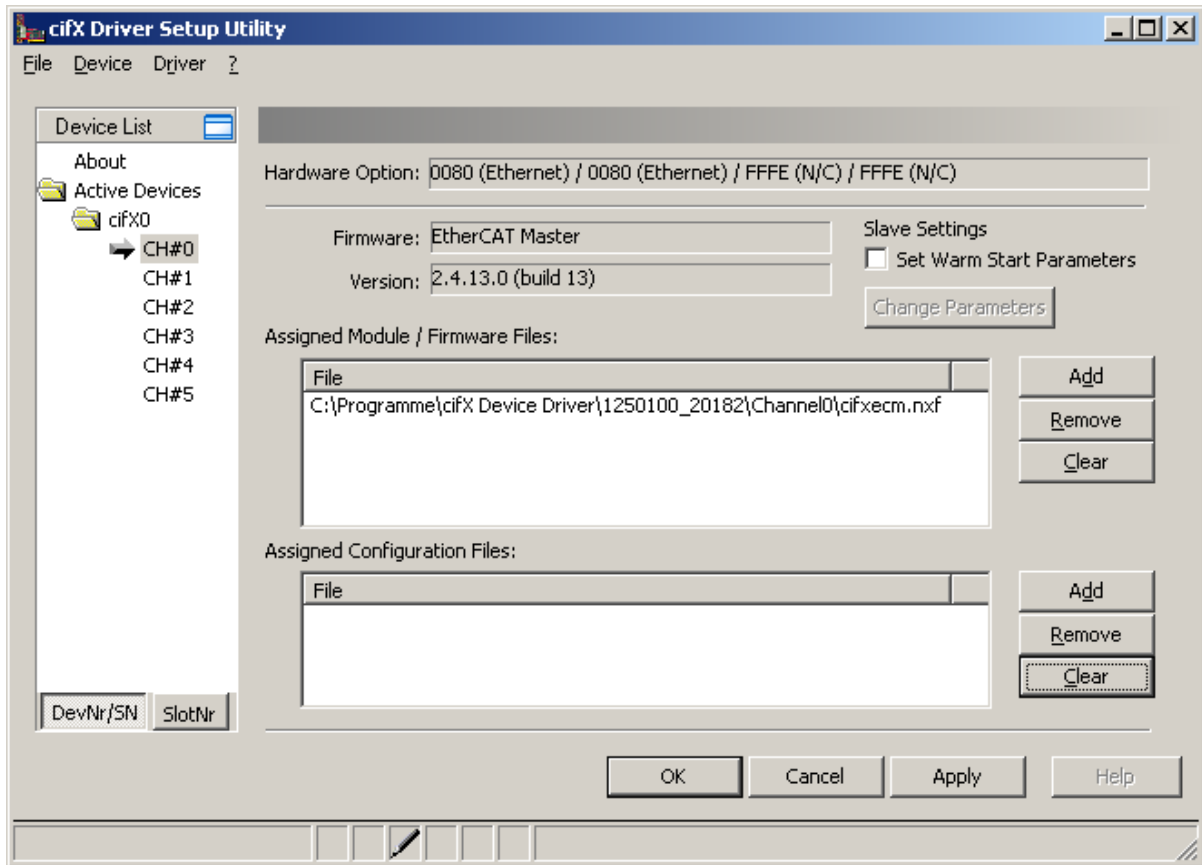 cifX Driver Setup Utility
File Device Driver ?
Device List
About
Active Devices
cifX0
CH#0
CH#1
CH#2
CH#3
CH#4
CH#5
DevNr/SN SlotNr
Hardware Option: 0080 (Ethernet) / 0080 (Ethernet) / FFFE (N/C) / FFFE (N/C)
Firmware: EtherCAT Master
Version: 2.4.13.0 (build 13)
Slave Settings
Set Warm Start Parameters
Change Parameters
Assigned Module / Firmware Files:
File
C:\Programme\cifX Device Driver\1250100_20182\Channel0\cifxecm.nxf
Add
Remove
Clear
Assigned Configuration Files:
File
Add
Remove
Clear
OK Cancel Apply Help